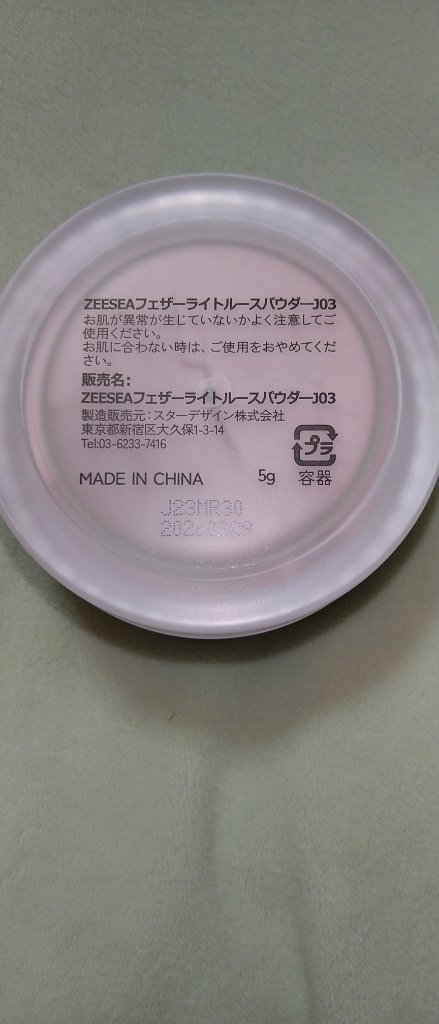 ZEESEAフェザーライトルースパウダーJ03
お肌が異常が生じていないかよく注意してご
使用ください。
お肌に合わない時は、ご使用をおやめてくだ
さい。
販売名：
ZEESEAフェザーライトルースパウダーJ03
製造販売元：スターデザイン株式会社
東京都新宿区大久保1-3-14
Tel:03-6233-7416
プラ
MADE IN CHINA 5g 容器
J23MR30
20260329